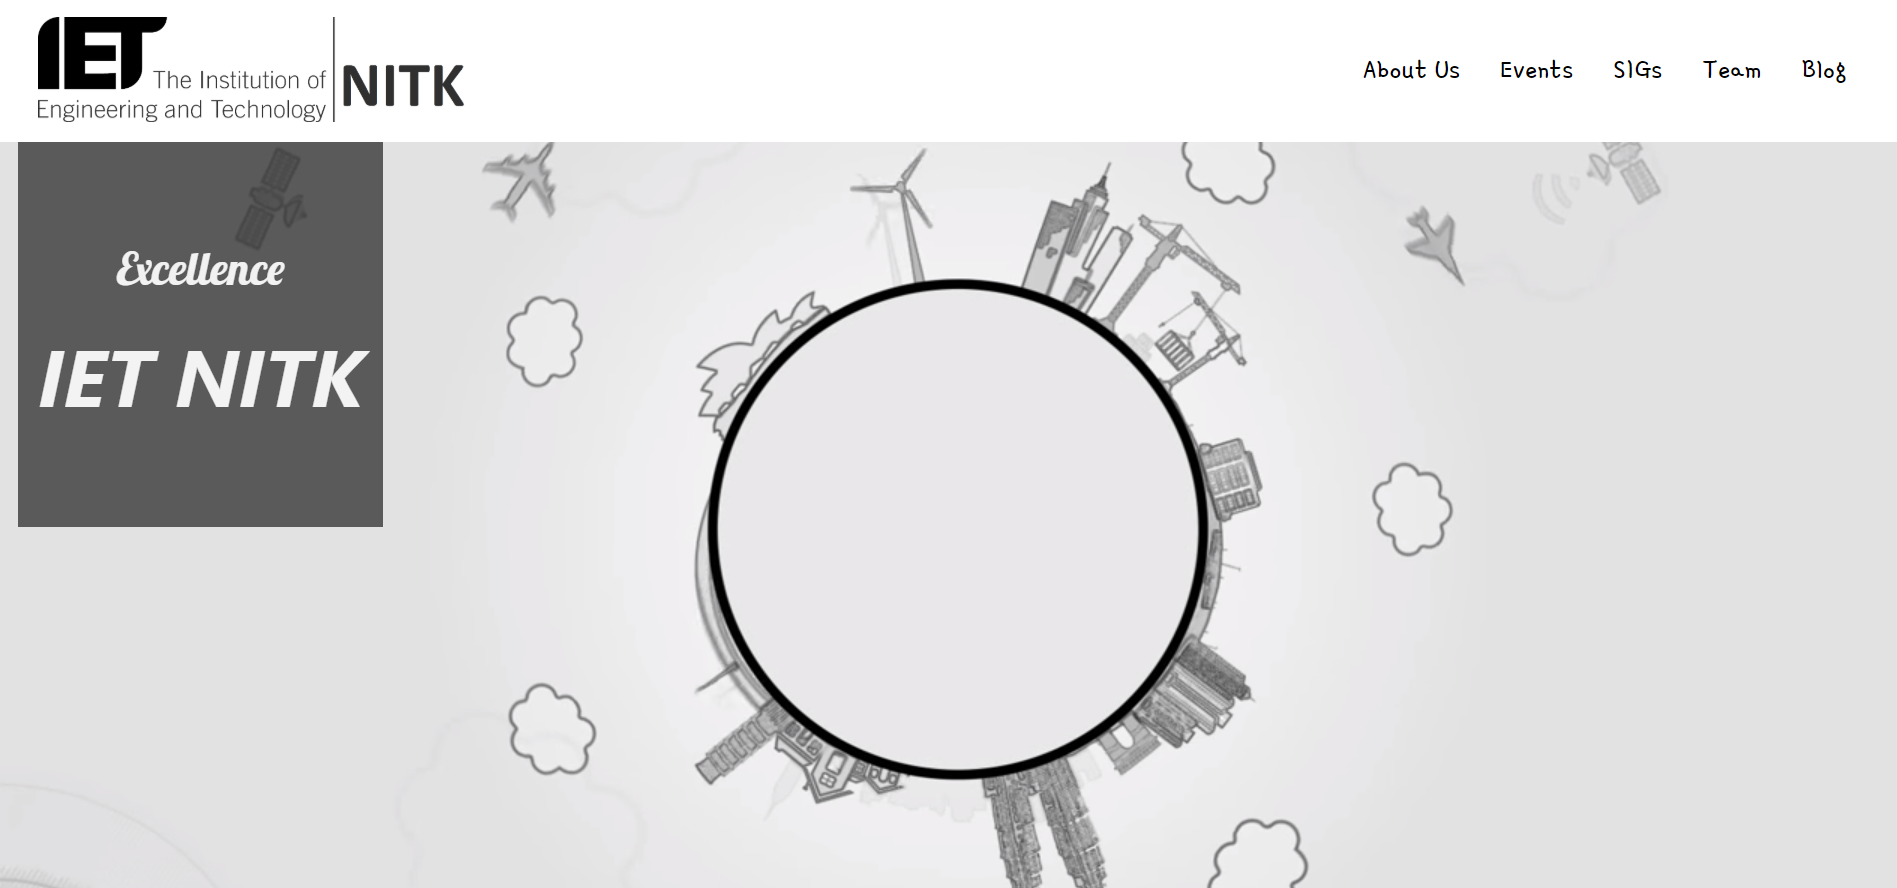 IET The Institution of
Engineering and Technology
NITK
About Us Events SIGs Team Blog
Excellence
IET NITK